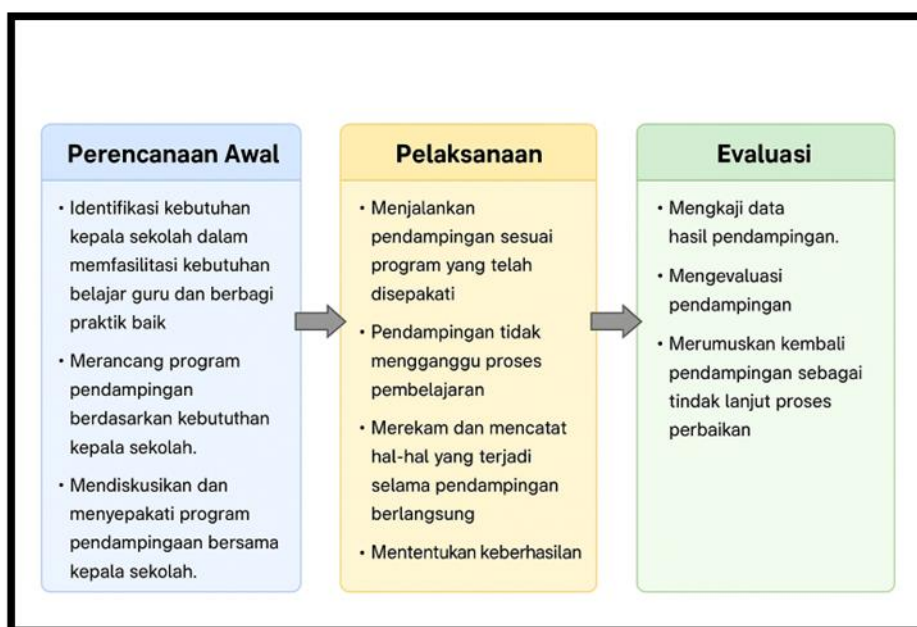 Perencanaan Awal
• Identifikasi kebutuhan
kepala sekolah dalam
memfasilitasi kebutuhan
belajar guru dan berbagi
praktik baik
• Merancang program
pendampingan
berdasarkan kebututhan
kepala sekolah.
• Mendiskusikan dan
menyepakati program
pendampingaan bersama
kepala sekolah.
Pelaksanaan
• Menjalankan
pendampingan sesuai
program yang telah
disepakati
• Pendampingan tidak
mengganggu proses
pembelajaran
• Merekam dan mencatat
hal-hal yang terjadi
selama pendampingan
berlangsung
• Mententukan keberhasilan
Evaluasi
• Mengkaji data
hasil pendampingan.
• Mengevaluasi
pendampingan
• Merumuskan kembali
pendampingan sebagai
tindak lanjut proses
perbaikan